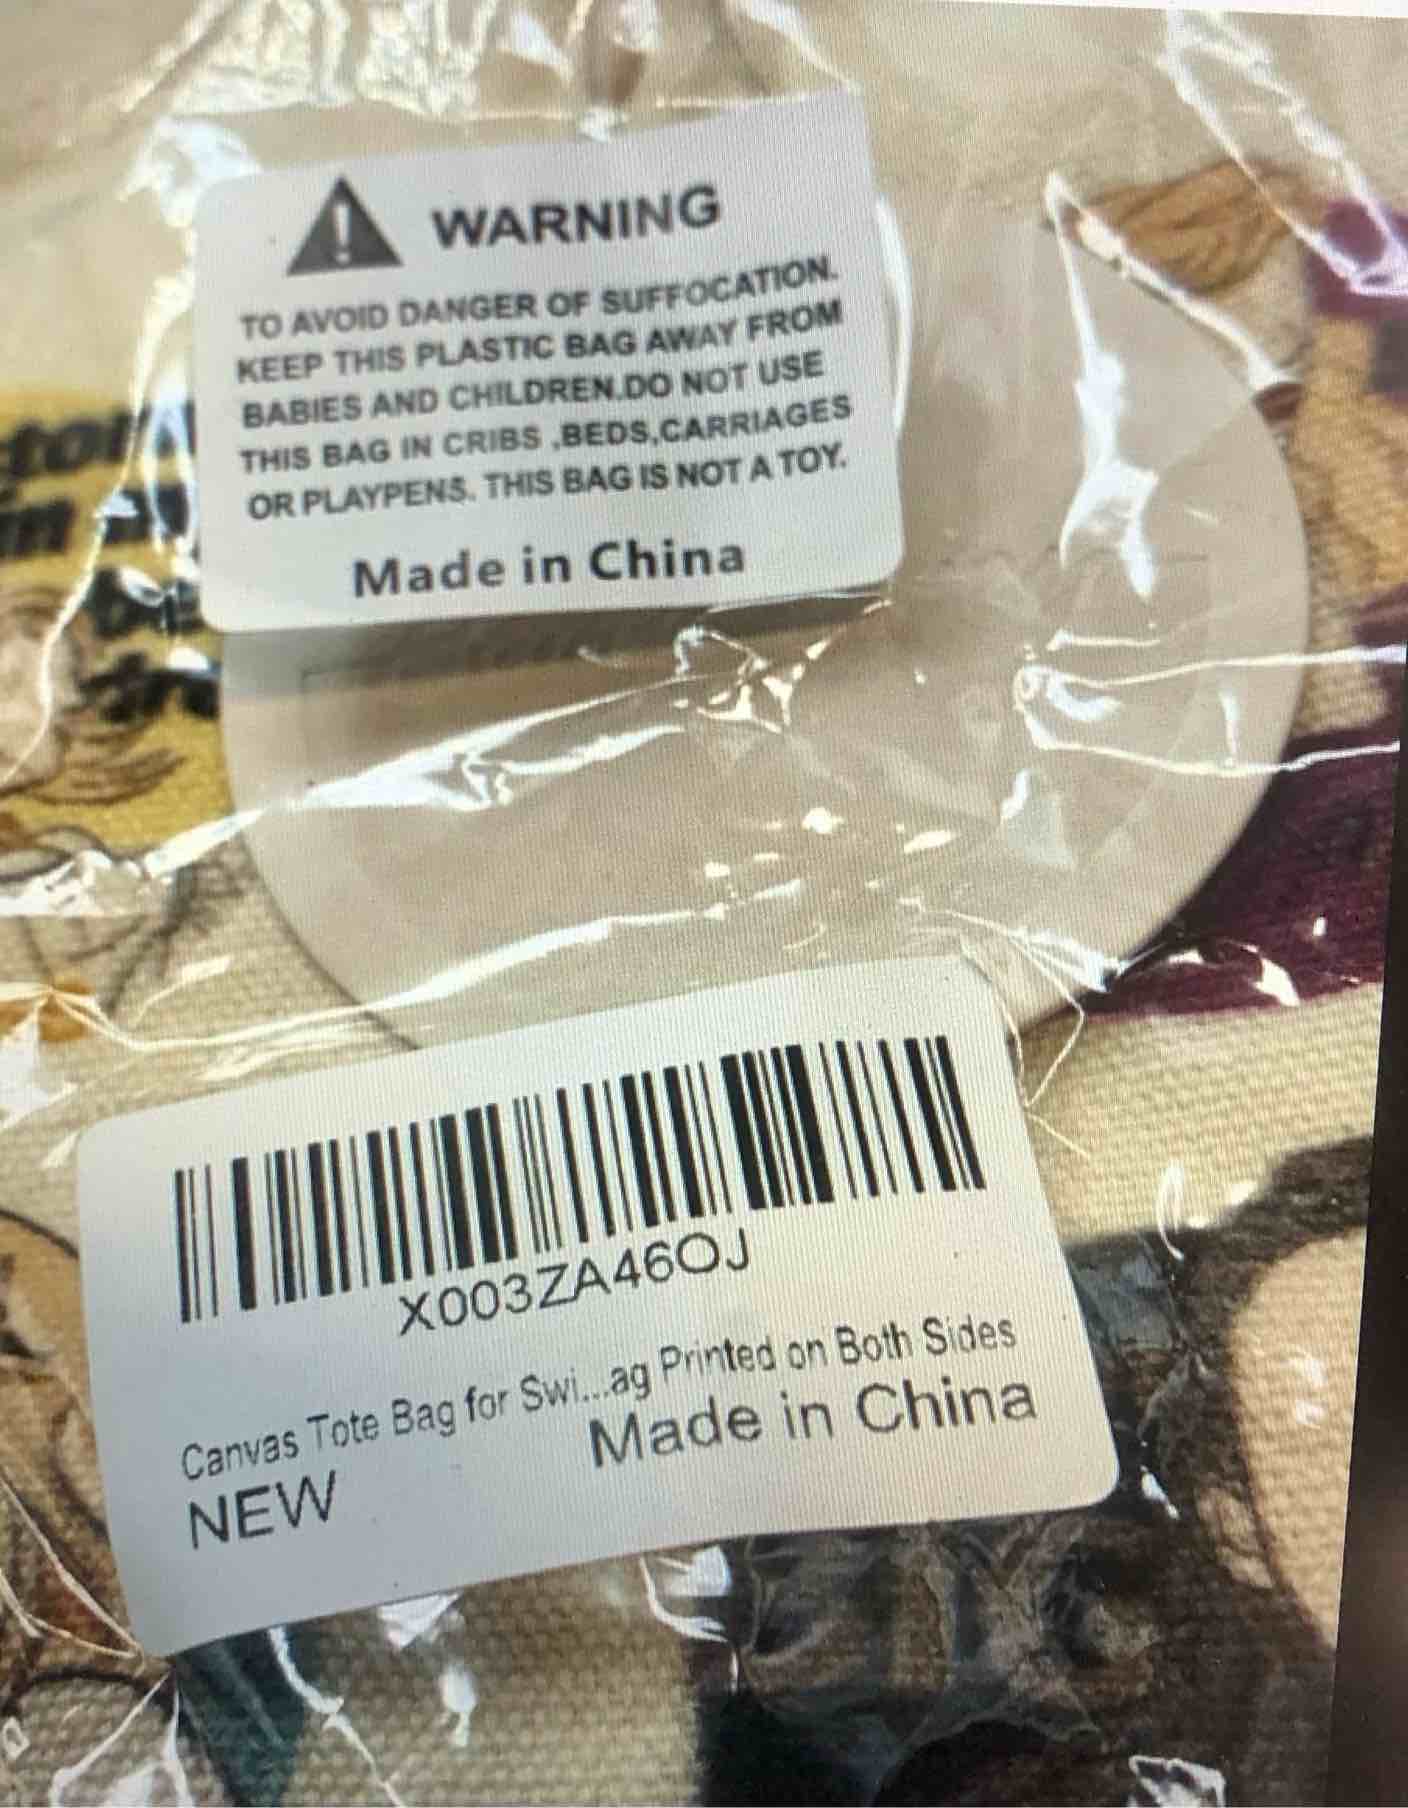 WARNING
TO AVOID DANGER OF SUFFOCATION.
KEEP THIS PLASTIC BAG AWAY FROM
BABIES AND CHILDREN.DO NOT USE
THIS BAG IN CRIBS ,BEDS,CARRIAGES
OR PLAYPENS. THIS BAG IS NOT A TOY.
Made in China
X003ZA46OJ
Canvas Tote Bag for Swi...ag Printed on Both Sides
NEW
Made in China